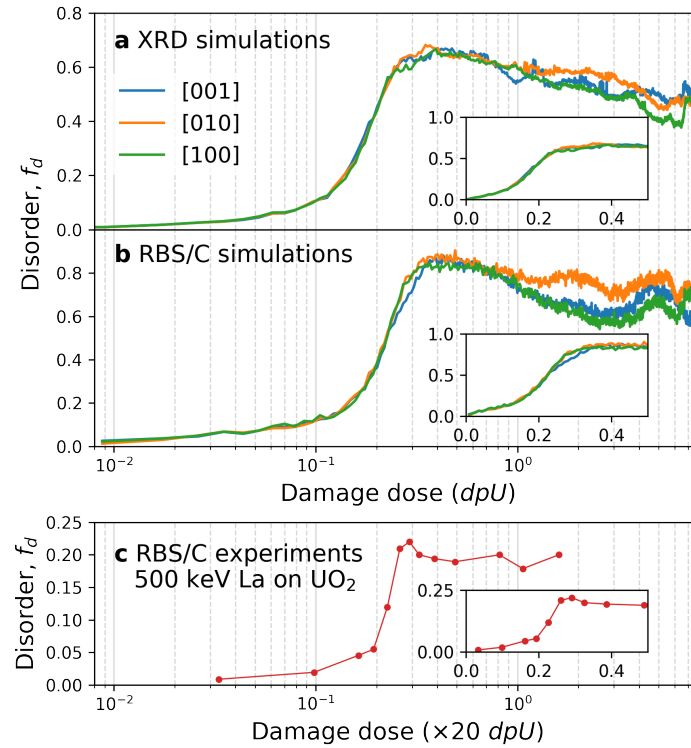 a XRD simulations
[001]
[010]
[100]
0.8
0.6
0.4
0.2
0.0
1.0
0.5
0.0
0.0 0.2 0.4
Disorder, f_d
b RBS/C simulations
0.8
0.6
0.4
0.2
0.0
1.0
0.5
0.0
0.0 0.2 0.4
10⁻² 10⁻¹ 10⁰
Damage dose (dpU)
c RBS/C experiments
500 keV La on UO₂
0.25
0.20
0.15
0.10
0.05
0.00
0.25
0.00
0.0 0.2 0.4
Disorder, f_d
10⁻² 10⁻¹ 10⁰
Damage dose (×20 dpU)